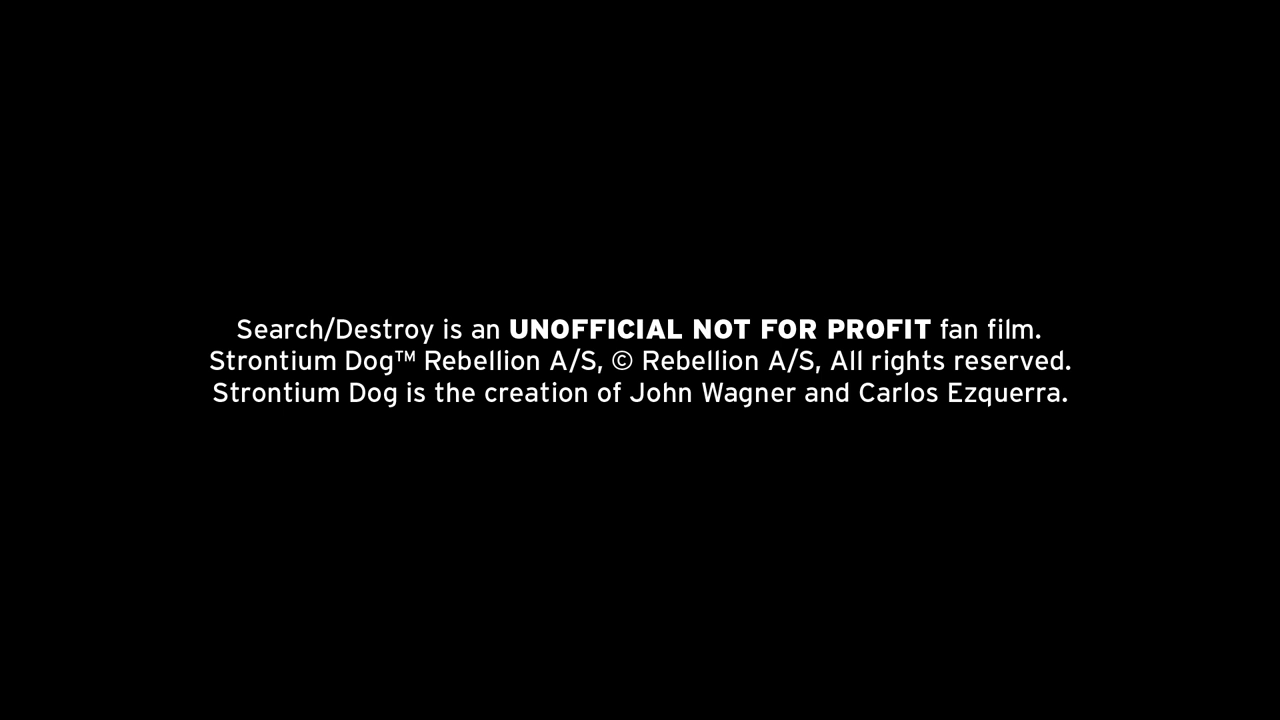 Search/Destroy is an UNOFFICIAL NOT FOR PROFIT fan film.
Strontium Dog™ Rebellion A/S, © Rebellion A/S, All rights reserved.
Strontium Dog is the creation of John Wagner and Carlos Ezquerra.